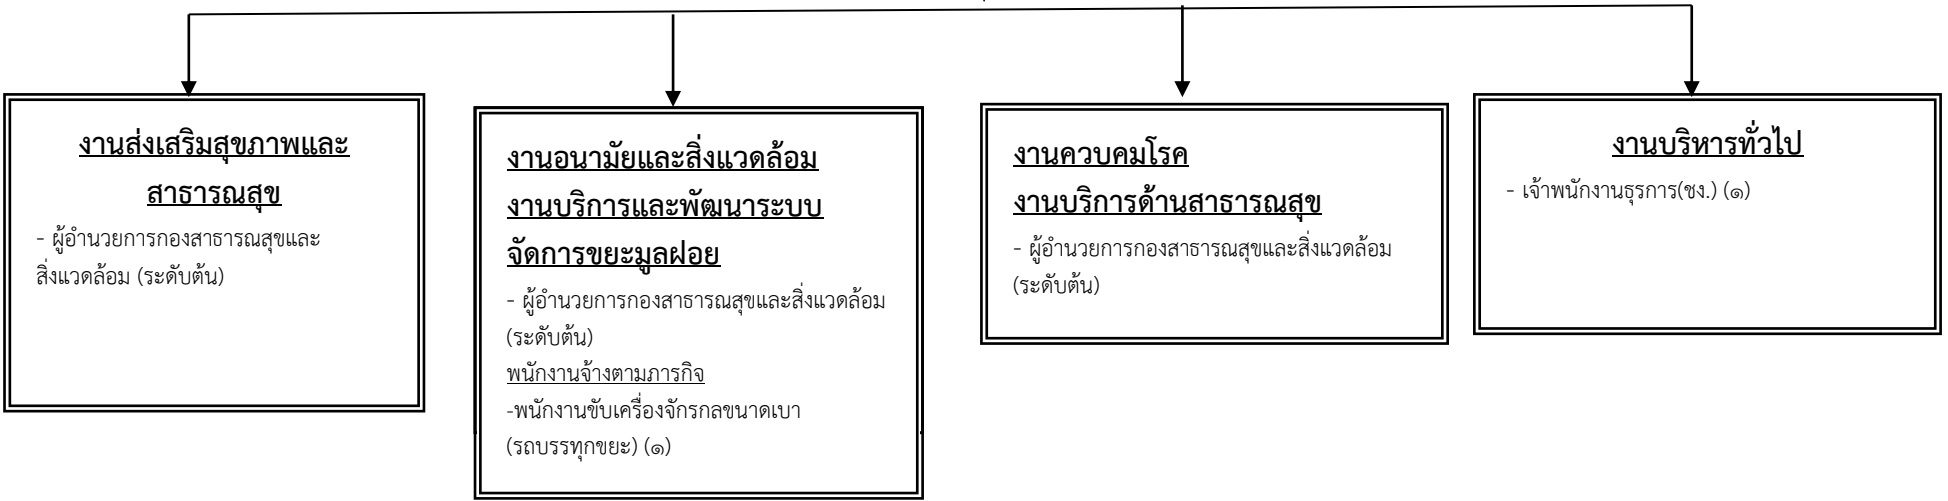 งานส่งเสริมสุขภาพและ
สาธารณสุข
- ผู้อำนวยการกองสาธารณสุขและ
สิ่งแวดล้อม (ระดับต้น)
งานอนามัยและสิ่งแวดล้อม
งานบริการและพัฒนาระบบ
จัดการขยะมูลฝอย
- ผู้อำนวยการกองสาธารณสุขและสิ่งแวดล้อม
(ระดับต้น)
พนักงานจ้างตามภารกิจ
-พนักงานขับเครื่องจักรกลขนาดเบา
(รถบรรทุกขยะ) (๑)
งานควบคมโรค
งานบริการด้านสาธารณสุข
- ผู้อำนวยการกองสาธารณสุขและสิ่งแวดล้อม
(ระดับต้น)
งานบริหารทั่วไป
- เจ้าพนักงานธุรการ(ชง.) (๑)